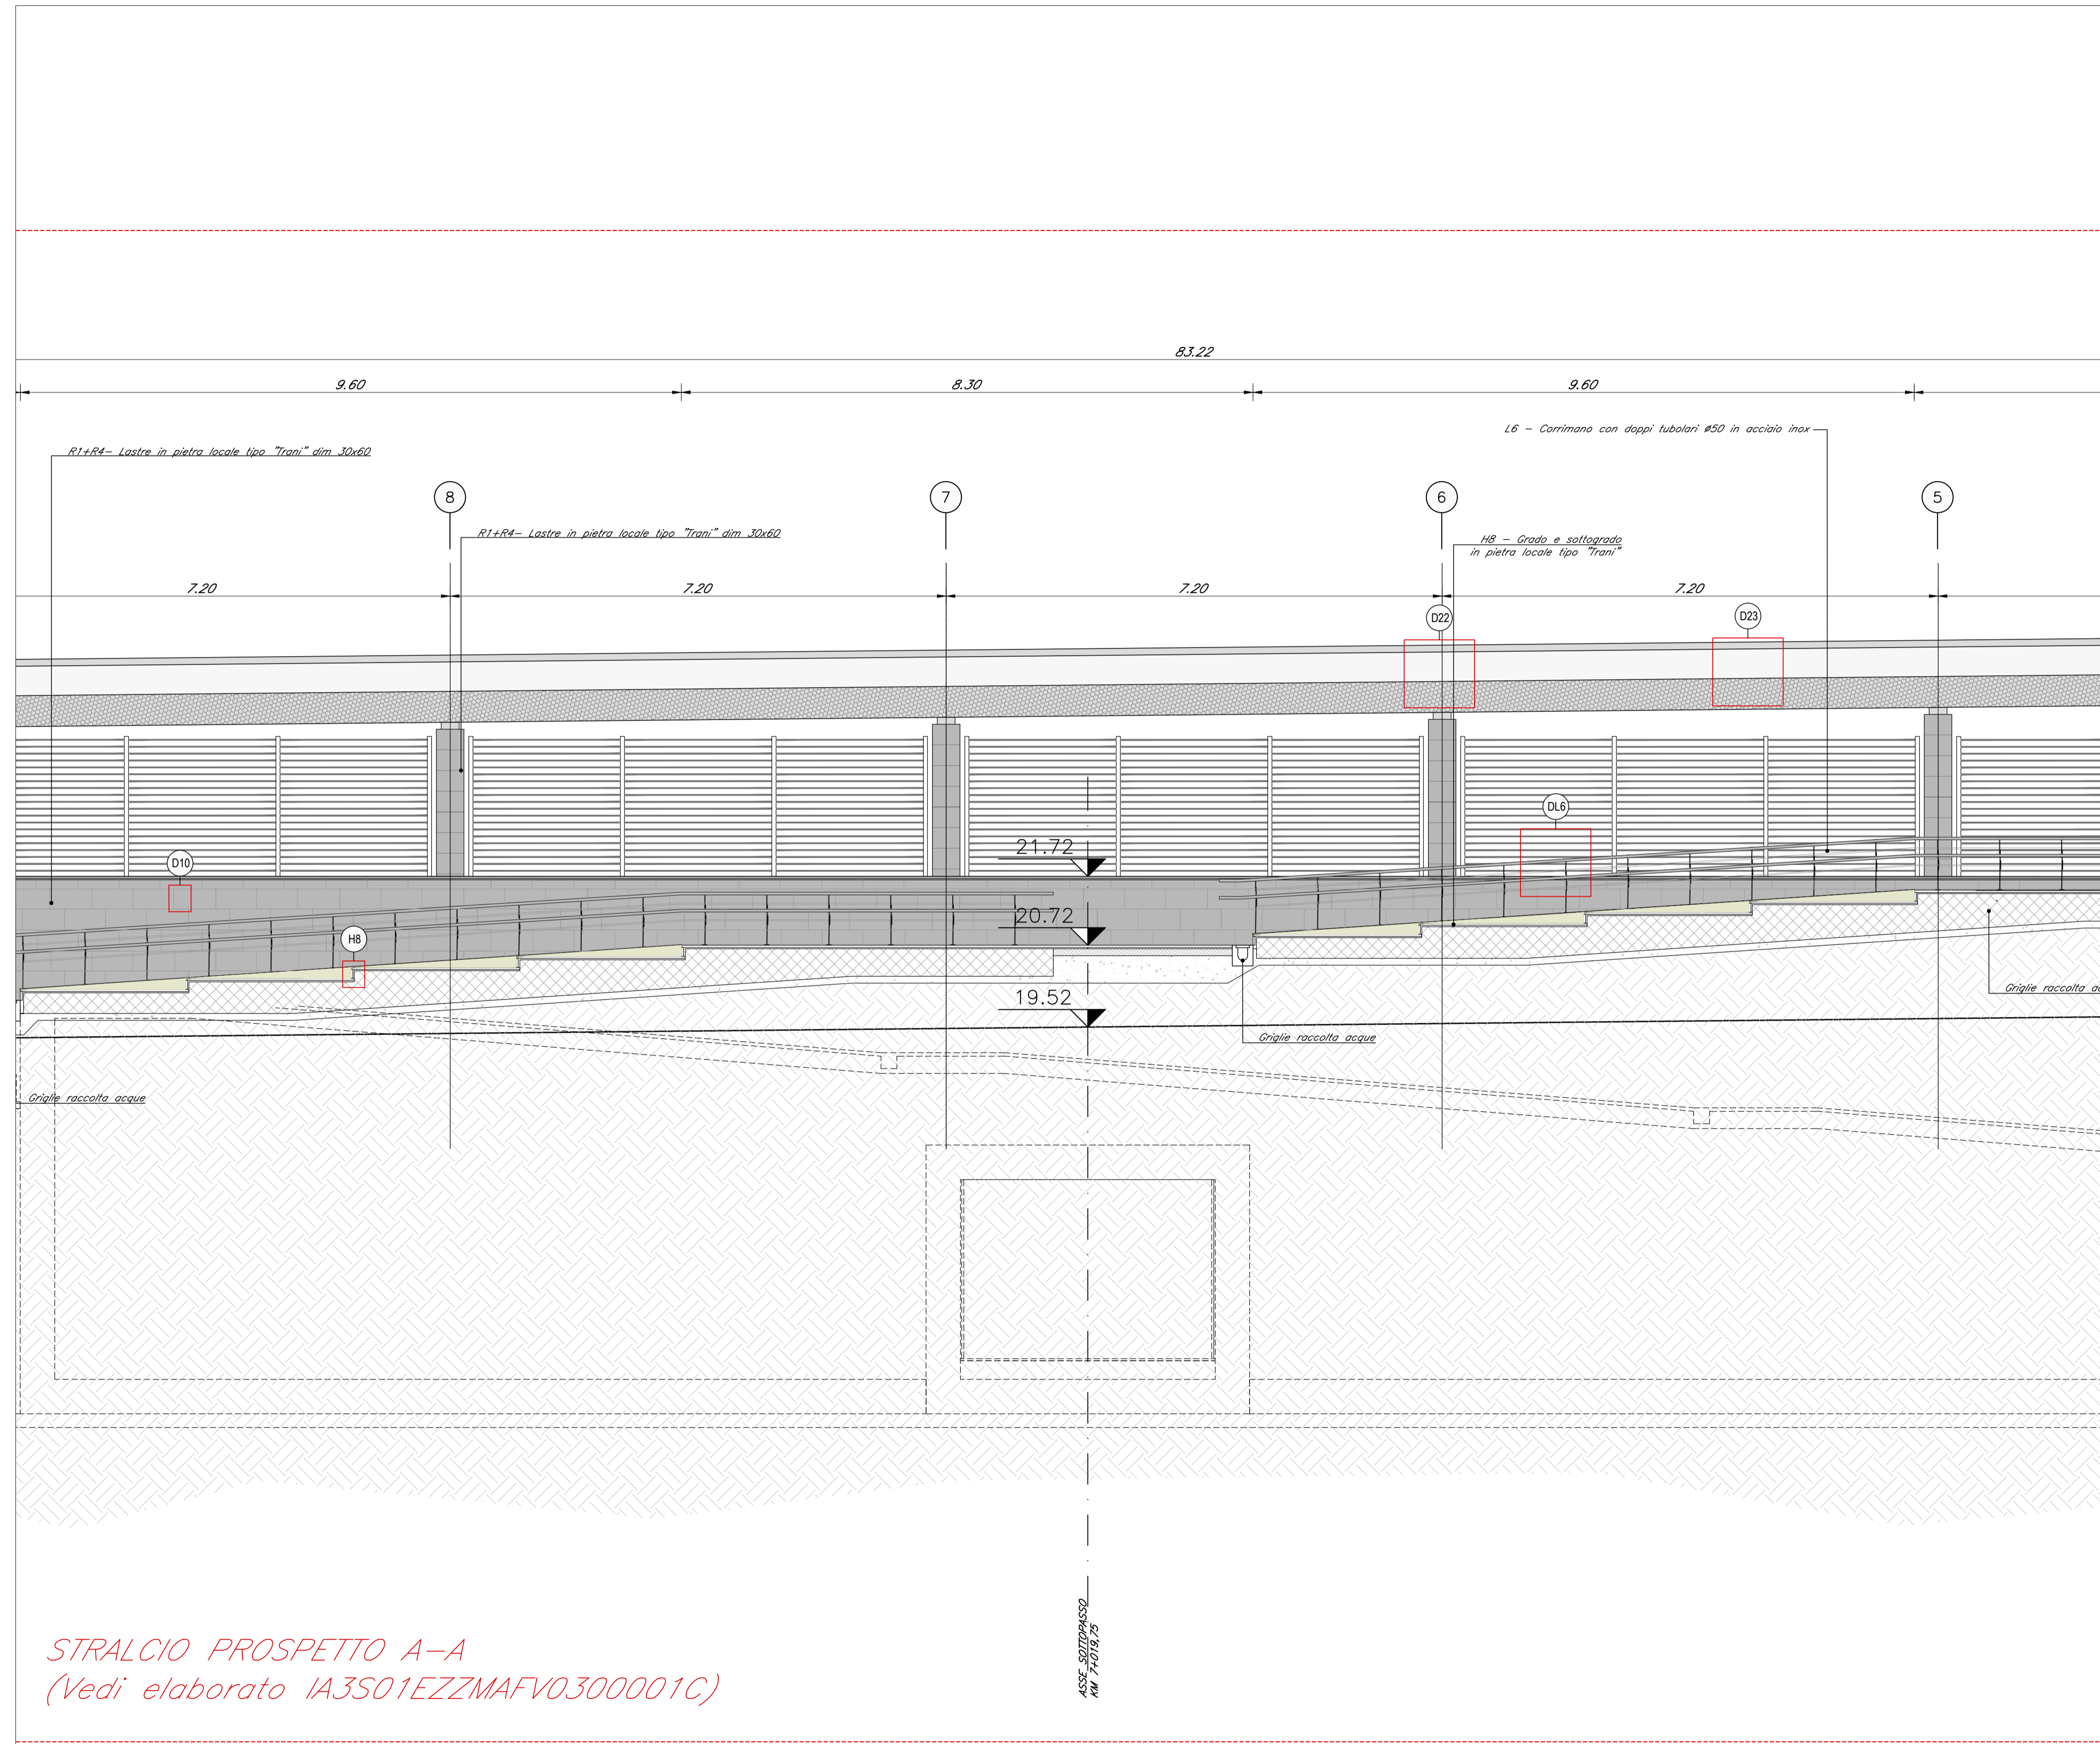 83.22
9.60
8.30
9.60
L6 - Corrimano con doppi tubolari ø50 in acciaio inox
R1+R4- Lastre in pietra locale tipo "Trani" dim 30x60
8
7
6
5
R1+R4- Lastre in pietra locale tipo "Trani" dim 30x60
H8 - Grado e sottogrado
in pietra locale tipo "Trani"
7.20
7.20
7.20
7.20
D22
D23
DL6
21.72
D10
20.72
H8
19.52
Griglie raccolta
Griglie raccolta acque
Griglie raccolta acque
ASSE SOTTOPASSO
KM 7+019,75
STRALCIO PROSPETTO A-A
(Vedi elaborato IA3S01EZZMAFV0300001C)